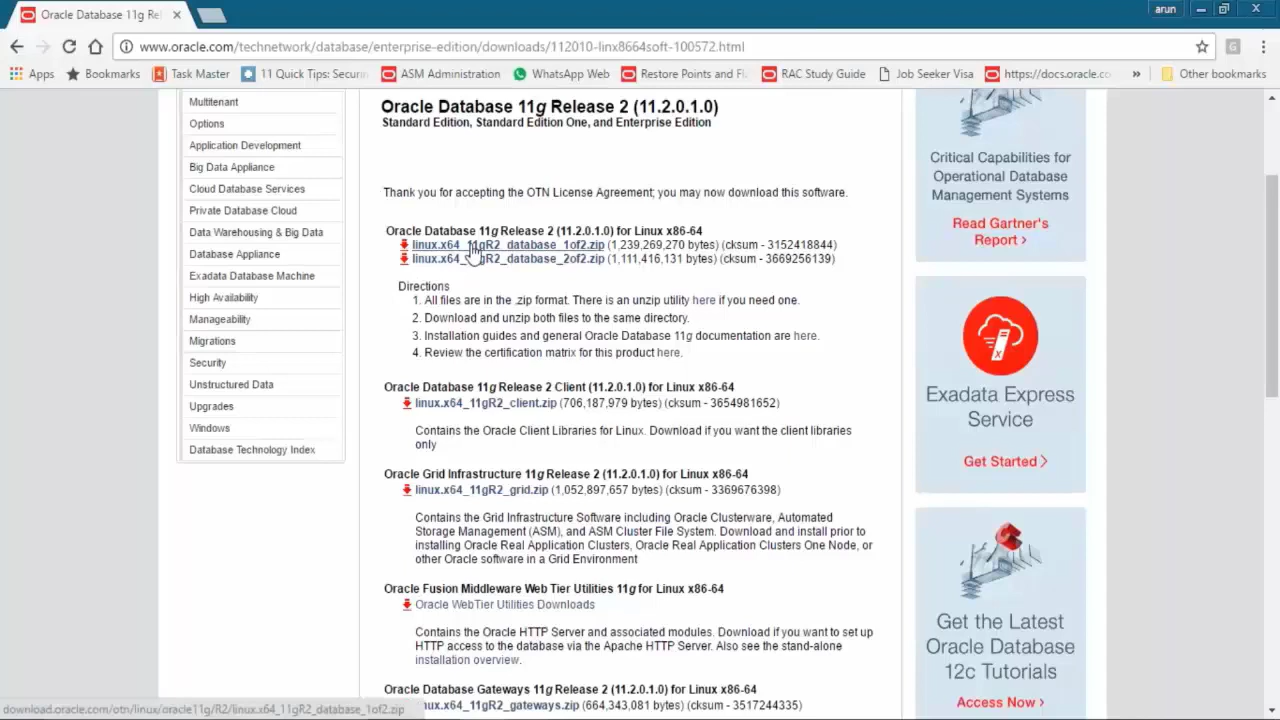 Oracle Database 11g Re
arun
www.oracle.com/technetwork/database/enterprise-edition/downloads/112010-linx8664soft-100572.html
Apps
Bookmarks
Task Master
11 Quick Tips: Securin
ASM Administration
WhatsApp Web
Restore Points and Fl
RAC Study Guide
Job Seeker Visa
https://docs.oracle.co
»
Other bookmarks
Multitenant
Options
Application Development
Big Data Appliance
Cloud Database Services
Private Database Cloud
Data Warehousing & Big Data
Database Appliance
Exadata Database Machine
High Availability
Manageability
Migrations
Security
Unstructured Data
Upgrades
Windows
Database Technology Index
Oracle Database 11g Release 2 (11.2.0.1.0)
Standard Edition, Standard Edition One, and Enterprise Edition
Thank you for accepting the OTN License Agreement; you may now download this software.
Oracle Database 11g Release 2 (11.2.0.1.0) for Linux x86-64
linux.x64_11gR2_database_1of2.zip (1,239,269,270 bytes) (cksum - 3152418844)
linux.x64_11gR2_database_2of2.zip (1,111,416,131 bytes) (cksum - 3669256139)
Directions
1. All files are in the .zip format. There is an unzip utility here if you need one.
2. Download and unzip both files to the same directory.
3. Installation guides and general Oracle Database 11g documentation are here.
4. Review the certification matrix for this product here.
Oracle Database 11g Release 2 Client (11.2.0.1.0) for Linux x86-64
linux.x64_11gR2_client.zip (706,187,979 bytes) (cksum - 3654981652)
Contains the Oracle Client Libraries for Linux. Download if you want the client libraries
only
Oracle Grid Infrastructure 11g Release 2 (11.2.0.1.0) for Linux x86-64
linux.x64_11gR2_grid.zip (1,052,897,657 bytes) (cksum - 3369676398)
Contains the Grid Infrastructure Software including Oracle Clusterware, Automated
Storage Management (ASM), and ASM Cluster File System. Download and install prior to
installing Oracle Real Application Clusters, Oracle Real Application Clusters One Node, or
other Oracle software in a Grid Environment
Oracle Fusion Middleware Web Tier Utilities 11g for Linux x86-64
Oracle WebTier Utilities Downloads
Contains the Oracle HTTP Server and associated modules. Download if you want to set up
HTTP access to the database via the Apache HTTP Server. Also see the stand-alone
installation overview.
Oracle Database Gateways 11g Release 2 (11.2.0.1.0) for Linux x86-64
ux.x64_11gR2_gateways.zip (664,343,081 bytes) (cksum - 3517244335)
Critical Capabilities for
Operational Database
Management Systems
Read Gartner's
Report >
X
Exadata Express
Service
Get Started >
Get the Latest
Oracle Database
12c Tutorials
Access Now >
download.oracle.com/otn/linux/oracle11g/R2/linux.x64_11gR2_database_1of2.zip